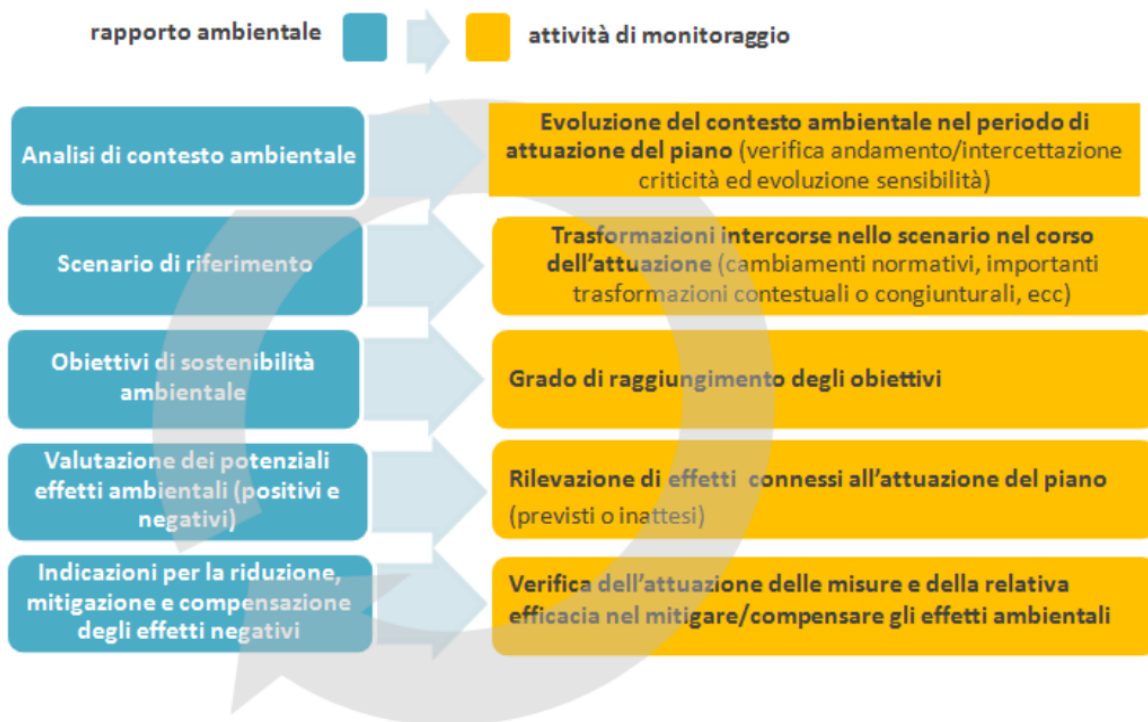 rapporto ambientale
attività di monitoraggio
Analisi di contesto ambientale
Evoluzione del contesto ambientale nel periodo di
attuazione del piano (verifica andamento/intercettazione
criticità ed evoluzione sensibilità)
Scenario di riferimento
Trasformazioni intercorse nello scenario nel corso
dell'attuazione (cambiamenti normativi, importanti
trasformazioni contestuali o congiunturali, ecc)
Obiettivi di sostenibilità
ambientale
Grado di raggiungimento degli obiettivi
Valutazione dei potenziali
effetti ambientali (positivi e
negativi)
Rilevazione di effetti connessi all'attuazione del piano
(previsti o inattesi)
Indicazioni per la riduzione,
mitigazione e compensazione
degli effetti negativi
Verifica dell'attuazione delle misure e della relativa
efficacia nel mitigare/compensare gli effetti ambientali